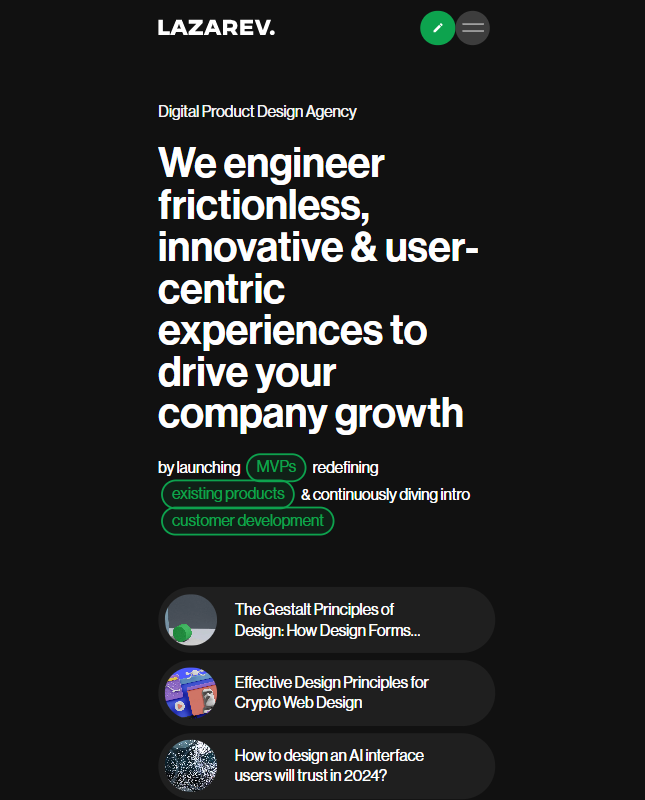 LAZAREV.
Digital Product Design Agency
We engineer
frictionless,
innovative & user-
centric
experiences to
drive your
company growth
by launching MVPs redefining
existing products & continuously diving intro
customer development
The Gestalt Principles of
Design: How Design Forms...
Effective Design Principles for
Crypto Web Design
How to design an AI interface
users will trust in 2024?